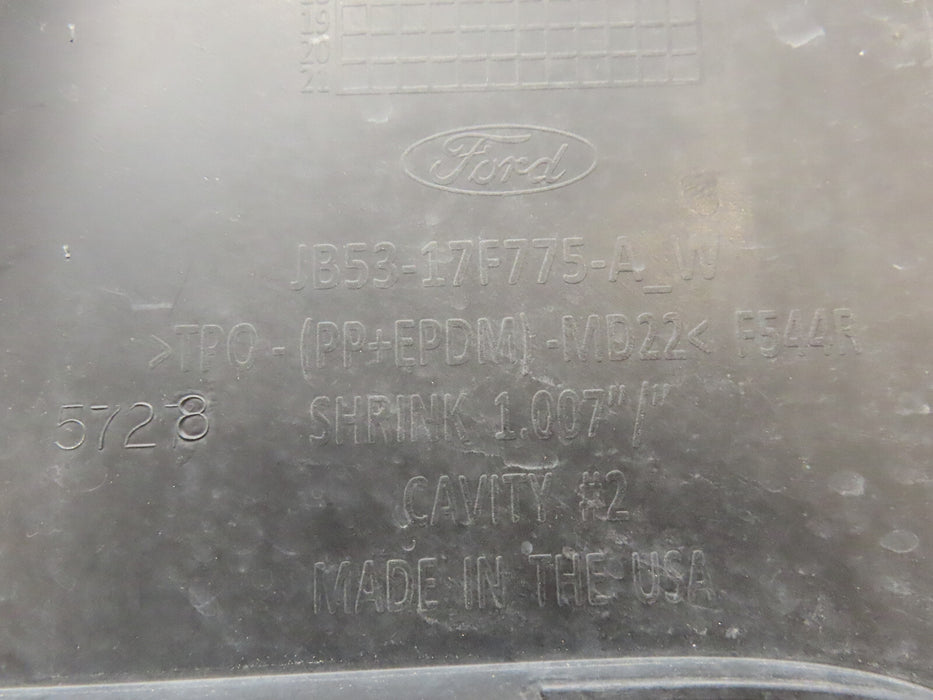 19
20
21
Ford
JB53-17F775-A_W
>TPO-(PP+EPDM)-MD22< F544R
SHRINK 1.007"/"
57278
CAVITY #2
MADE IN THE USA